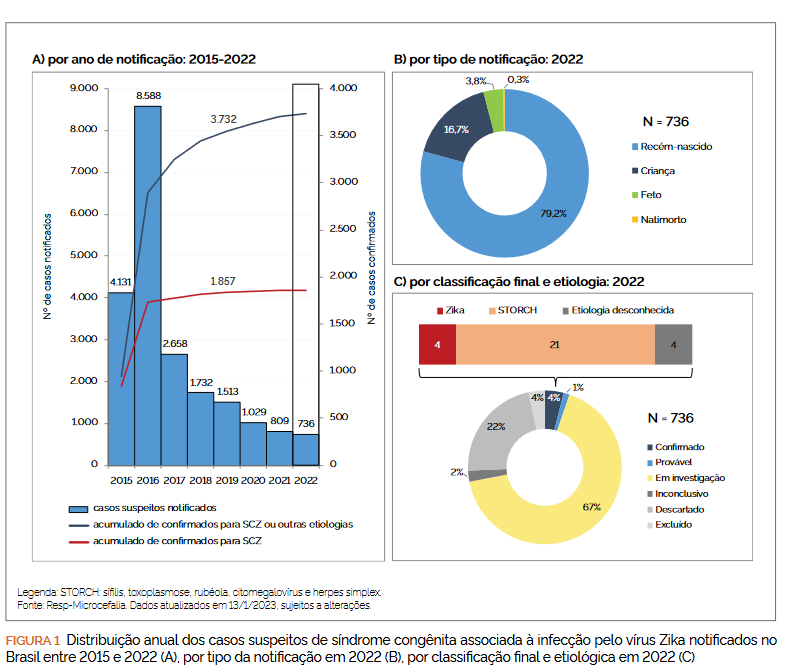 A) por ano de notificação: 2015-2022
9.000
8.000
7.000
6.000
5.000
4.000
3.000
2.000
1.000
0
Nº de casos notificados
4.000
3.500
3.000
2.500
2.000
1.500
1.000
500
0
Nº de casos confirmados
8.588
3.732
4.131
1.857
2.658
1.732
1.513
1.029
809
736
2015 2016 2017 2018 2019 2020 2021 2022
casos suspeitos notificados
acumulado de confirmados para SCZ ou outras etiologias
acumulado de confirmados para SCZ
B) por tipo de notificação: 2022
3,8%
0,3%
16,7%
79,2%
N = 736
Recém-nascido
Criança
Feto
Natimorto
C) por classificação final e etiologia: 2022
Zika
STORCH
Etiologia desconhecida
4
21
4
4%
4%
1%
22%
2%
67%
N = 736
Confirmado
Provável
Em investigação
Inconclusivo
Descartado
Excluído
Legenda: STORCH: sífilis, toxoplasmose, rubéola, citomegalovírus e herpes simplex.
Fonte: Resp-Microcefalia. Dados atualizados em 13/1/2023, sujeitos a alterações.
FIGURA 1 Distribuição anual dos casos suspeitos de síndrome congênita associada à infecção pelo vírus Zika notificados no
Brasil entre 2015 e 2022 (A), por tipo da notificação em 2022 (B), por classificação final e etiológica em 2022 (C)